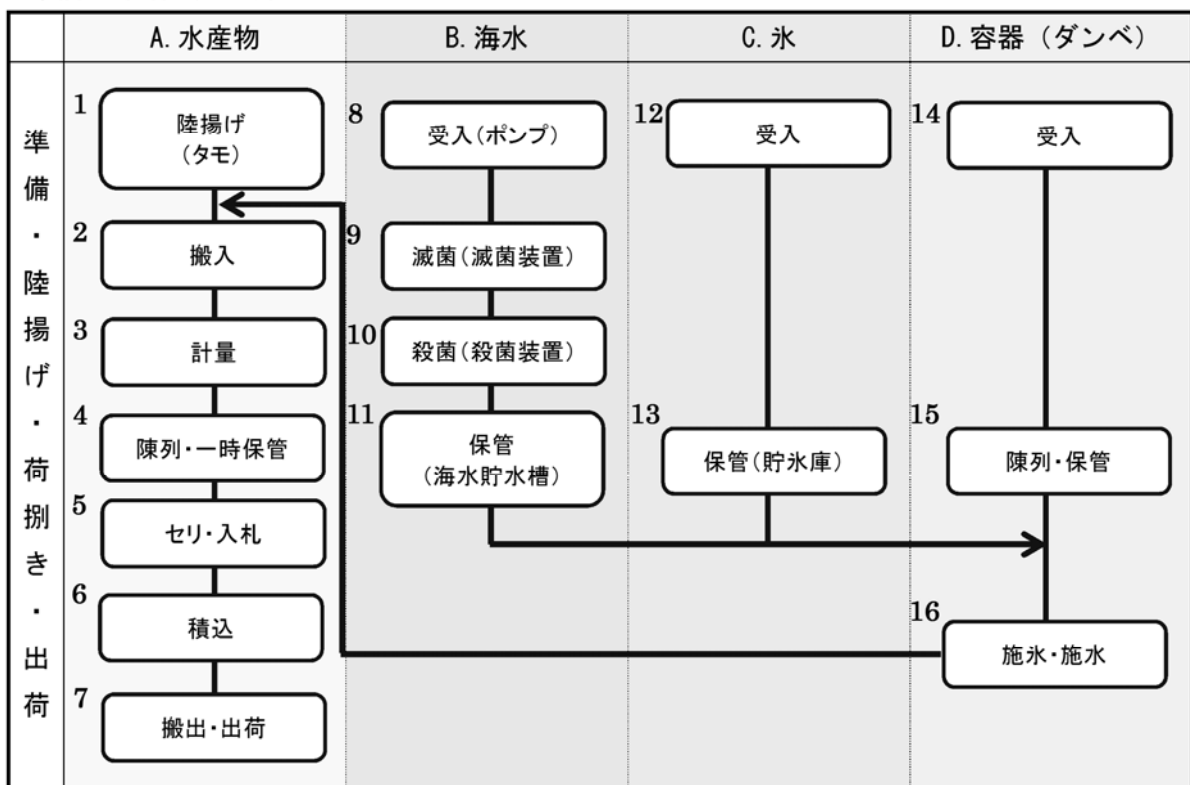 A.水産物
B.海水
C.氷
D.容器（ダンベ）
準備・陸揚げ・荷捌き・出荷
1
陸揚げ
(タモ)
2
搬入
3
計量
4
陳列・一時保管
5
セリ・入札
6
積込
7
搬出・出荷
8
受入(ポンプ)
9
滅菌(滅菌装置)
10
殺菌(殺菌装置)
11
保管
(海水貯水槽)
12
受入
13
保管(貯氷庫)
14
受入
15
陳列・保管
16
施氷・施水